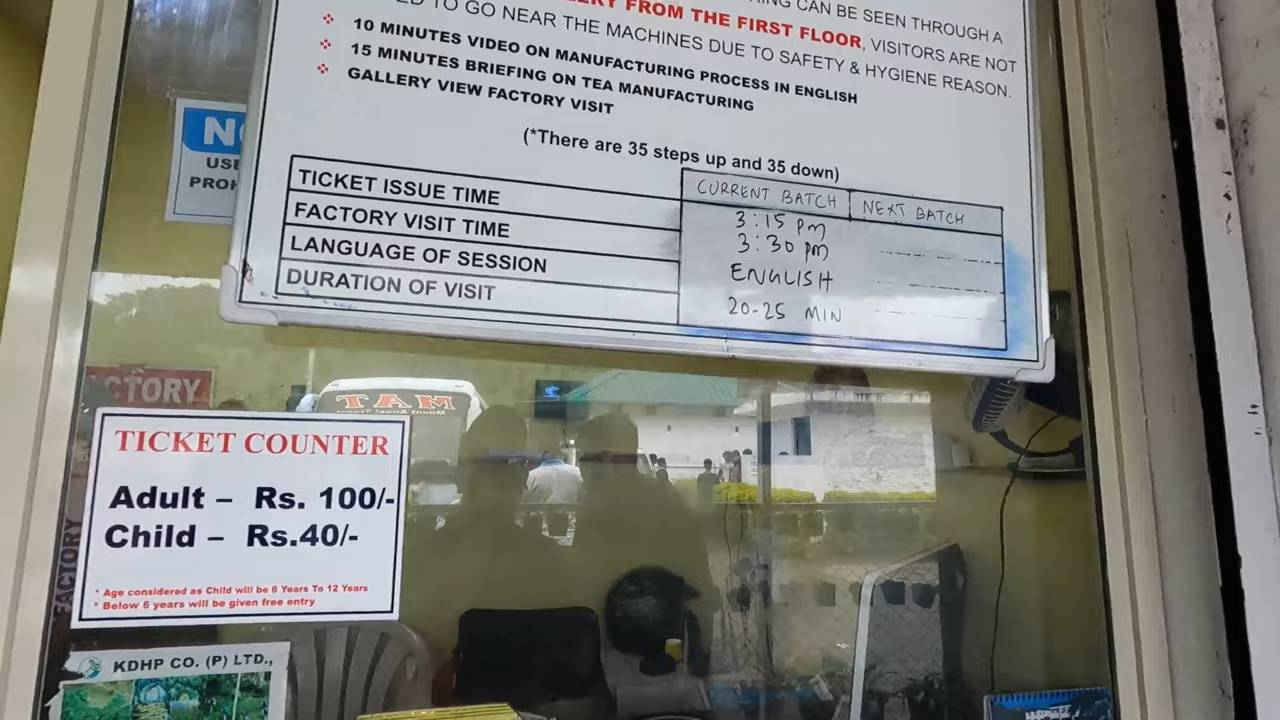 CAN BE SEEN THROUGH A
FROM THE FIRST FLOOR, VISITORS ARE NOT
TO GO NEAR THE MACHINES DUE TO SAFETY & HYGIENE REASON.
10 MINUTES VIDEO ON MANUFACTURING PROCESS IN ENGLISH
15 MINUTES BRIEFING ON TEA MANUFACTURING
GALLERY VIEW FACTORY VISIT
(*There are 35 steps up and 35 down)
CURRENT BATCH NEXT BATCH
TICKET ISSUE TIME 3:15 pm
FACTORY VISIT TIME 3:30 pm
LANGUAGE OF SESSION ENGLISH
DURATION OF VISIT 20-25 MIN
TICKET COUNTER
Adult – Rs. 100/-
Child – Rs.40/-
* Age considered as Child will be 6 Years To 12 Years
* Below 6 years will be given free entry
KDHP CO. (P) LTD.,
FACTORY